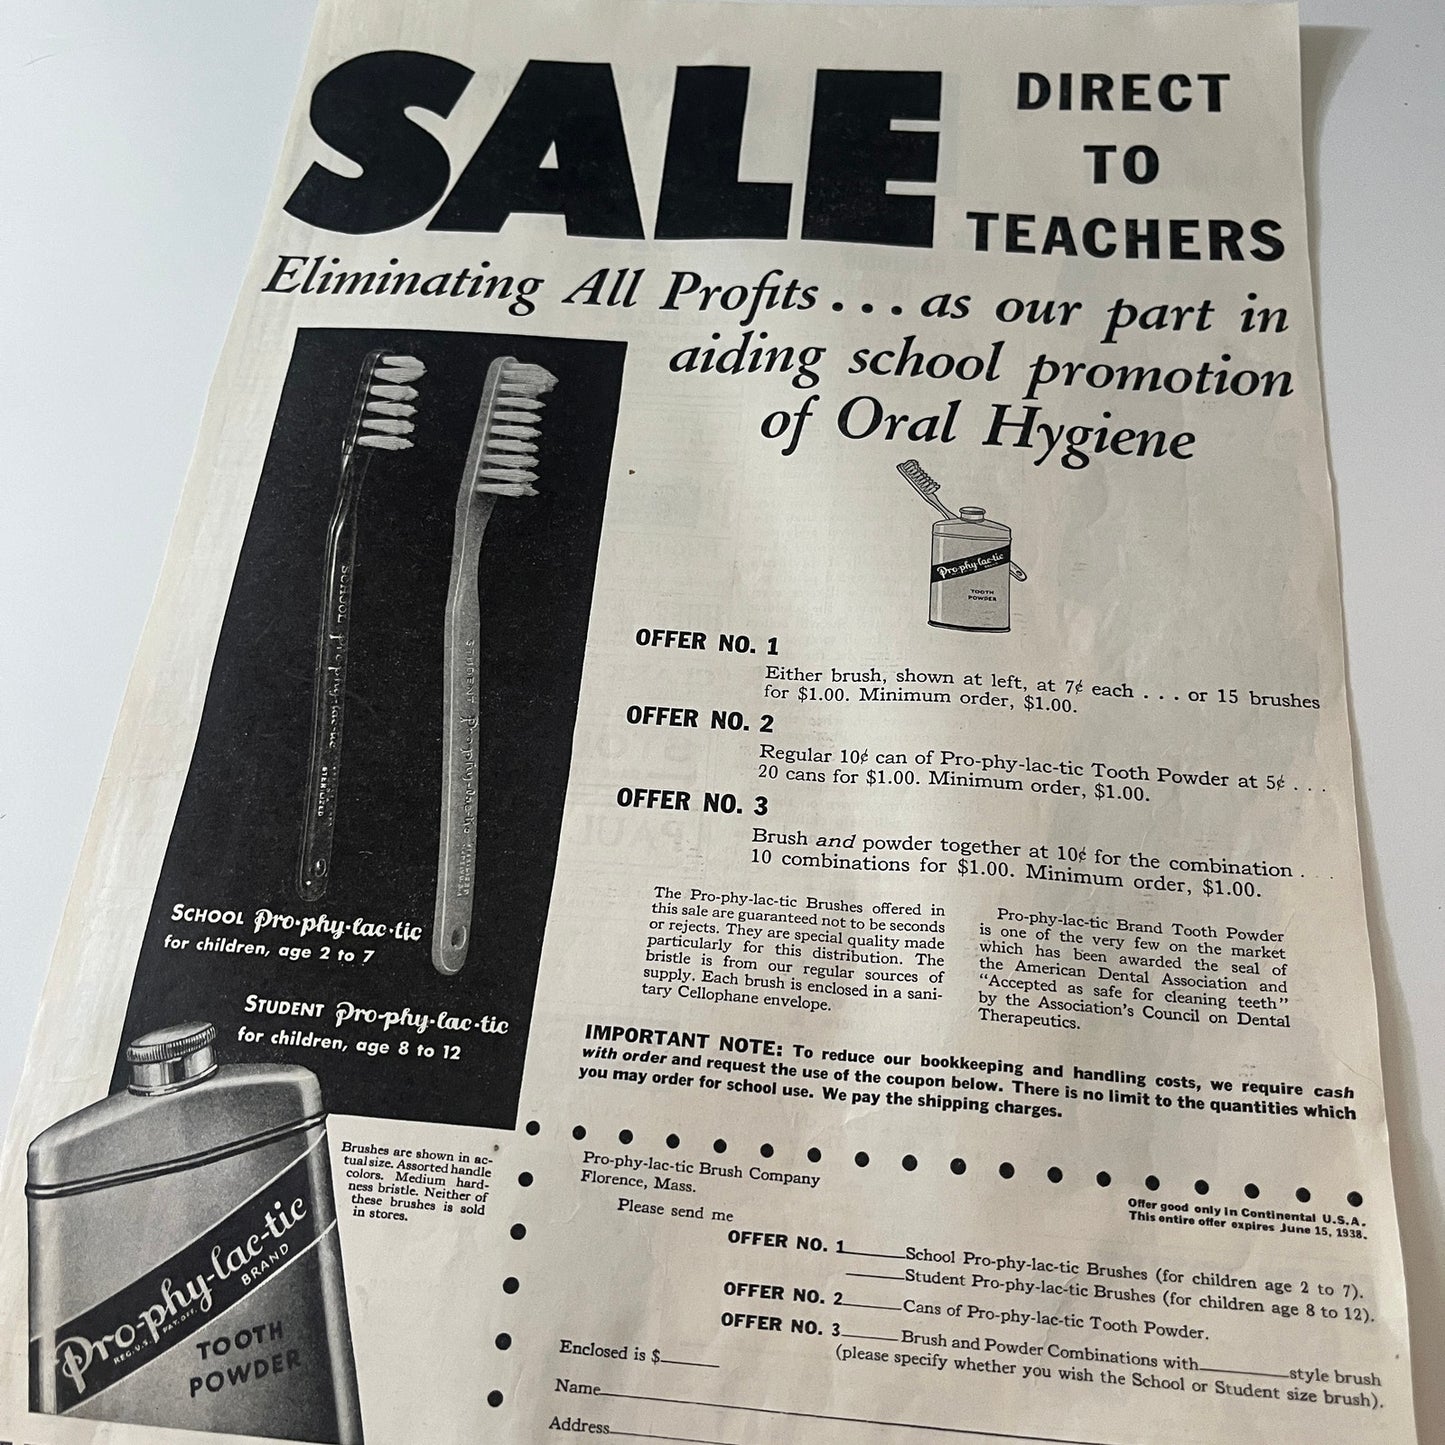 SALE
DIRECT
TO
TEACHERS
Eliminating All Profits . . . as our part in
aiding school promotion
of Oral Hygiene
Pro-phy-lac-tic
TOOTH
POWDER
SCHOOL Pro-phy-lac-tic
STERILIZED
STUDENT Pro-phy-lac-tic
SCHOOL Pro-phy-lac-tic
for children, age 2 to 7
STUDENT Pro-phy-lac-tic
for children, age 8 to 12
OFFER NO. 1
Either brush, shown at left, at 7¢ each . . . or 15 brushes
for $1.00. Minimum order, $1.00.
OFFER NO. 2
Regular 10¢ can of Pro-phy-lac-tic Tooth Powder at 5¢ . . .
20 cans for $1.00. Minimum order, $1.00.
OFFER NO. 3
Brush and powder together at 10¢ for the combination . . .
10 combinations for $1.00. Minimum order, $1.00.
The Pro-phy-lac-tic Brushes offered in
this sale are guaranteed not to be seconds
or rejects. They are special quality made
particularly for this distribution. The
bristle is from our regular sources of
supply. Each brush is enclosed in a sani-
tary Cellophane envelope.
Pro-phy-lac-tic Brand Tooth Powder
is one of the very few on the market
which has been awarded the seal of
the American Dental Association and
"Accepted as safe for cleaning teeth"
by the Association's Council on Dental
Therapeutics.
IMPORTANT NOTE: To reduce our bookkeeping and handling costs, we require cash
with order and request the use of the coupon below. There is no limit to the quantities which
you may order for school use. We pay the shipping charges.
Brushes are shown in ac-
tual size. Assorted handle
colors. Medium hard-
ness bristle. Neither of
these brushes is sold
in stores.
Pro-phy-lac-tic
BRAND
REG. U.S. PAT. OFF.
TOOTH
POWDER
Pro-phy-lac-tic Brush Company
Florence, Mass.
Offer good only in Continental U.S.A.
This entire offer expires June 15, 1938.
Please send me
OFFER NO. 1______School Pro-phy-lac-tic Brushes (for children age 2 to 7).
______Student Pro-phy-lac-tic Brushes (for children age 8 to 12).
OFFER NO. 2______Cans of Pro-phy-lac-tic Tooth Powder.
OFFER NO. 3______Brush and Powder Combinations with_________style brush
(please specify whether you wish the School or Student size brush).
Enclosed is $______
Name
Address